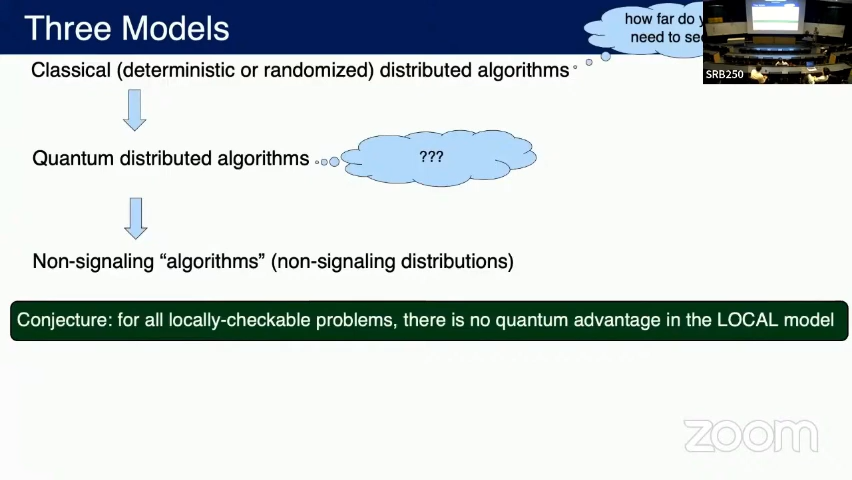 Three Models
how far do
need to
SRB250
Classical (deterministic or randomized) distributed algorithms
Quantum distributed algorithms
???
Non-signaling “algorithms” (non-signaling distributions)
Conjecture: for all locally-checkable problems, there is no quantum advantage in the LOCAL model
zoom